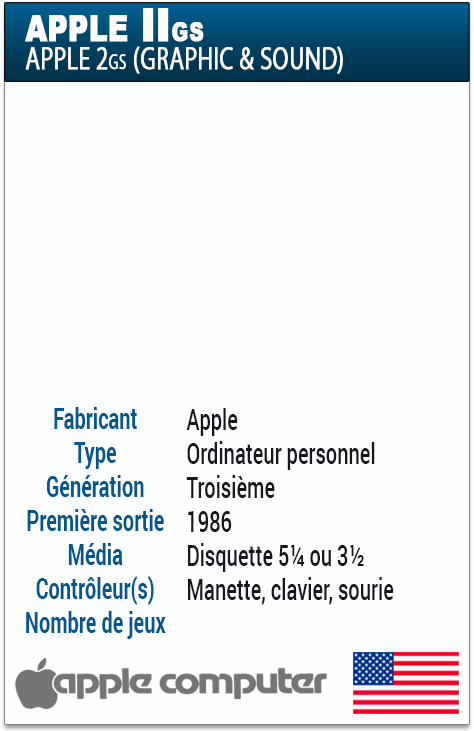 APPLE IIGS
APPLE 2GS (GRAPHIC & SOUND)
Fabricant Apple
Type Ordinateur personnel
Génération Troisième
Première sortie 1986
Média Disquette 5¼ ou 3½
Contrôleur(s) Manette, clavier, sourie
Nombre de jeux
apple computer